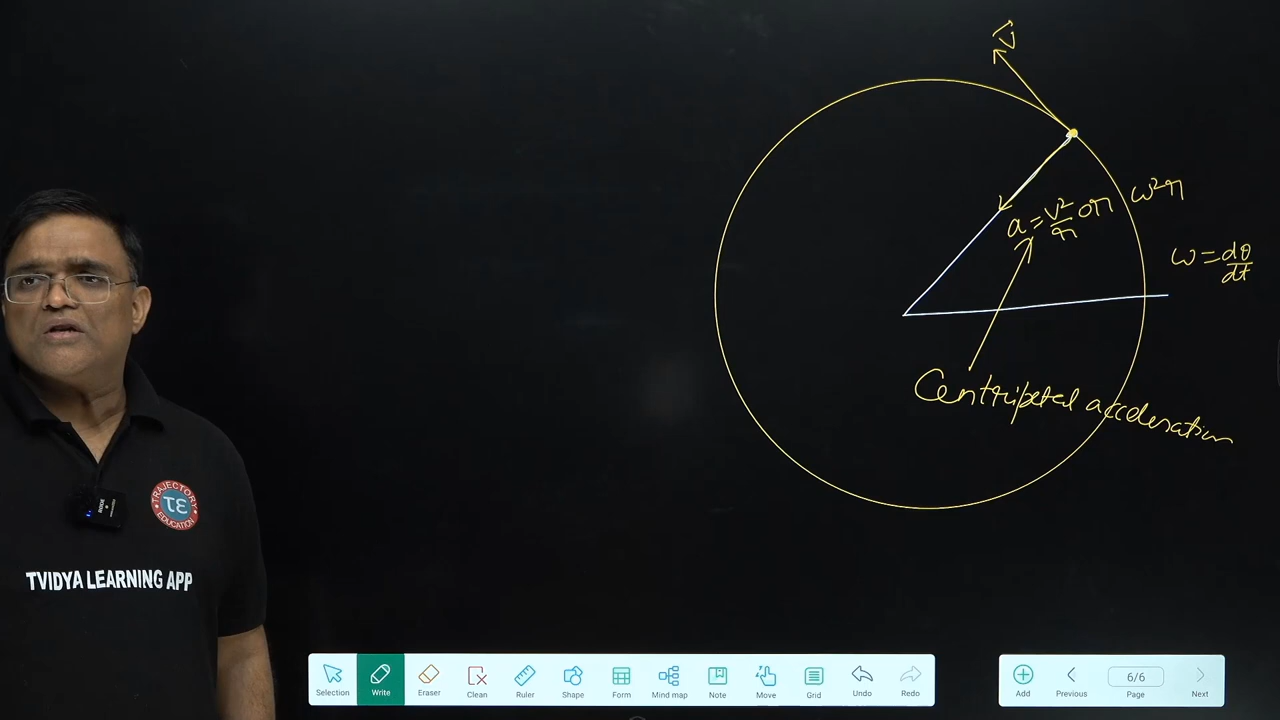 v
a = v²/r or ω²r
ω = dθ/dt
Centripetal acceleration
TRAJECTORY
TE
EDUCATION
TVIDYA LEARNING APP
Selection
Write
Eraser
Clean
Ruler
Shape
Form
Mind map
Note
Move
Grid
Undo
Redo
Add
Previous
6/6
Page
Next